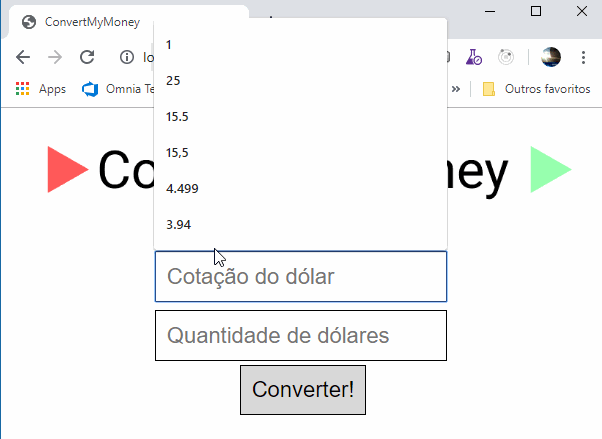 ConvertMyMoney
lo
Apps
Omnia Te
»
Outros favoritos
Co
ney
1
25
15.5
15,5
4.499
3.94
Cotação do dólar
Quantidade de dólares
Converter!